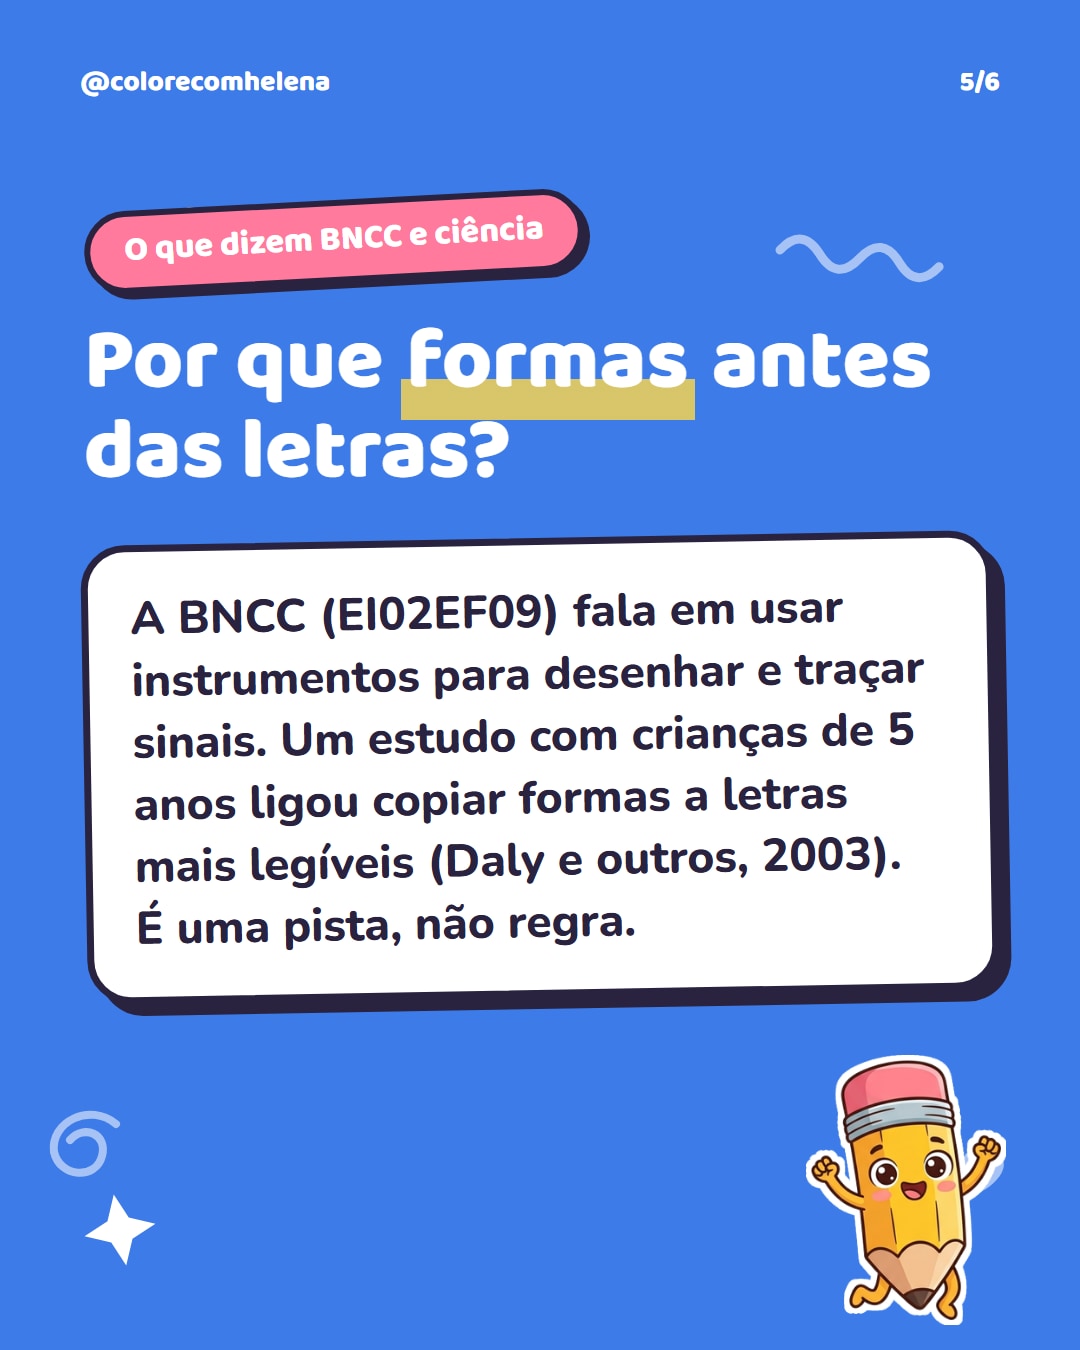 @colorecomhelena
5/6
O que dizem BNCC e ciência
Por que formas antes
das letras?
A BNCC (EI02EF09) fala em usar
instrumentos para desenhar e traçar
sinais. Um estudo com crianças de 5
anos ligou copiar formas a letras
mais legíveis (Daly e outros, 2003).
É uma pista, não regra.